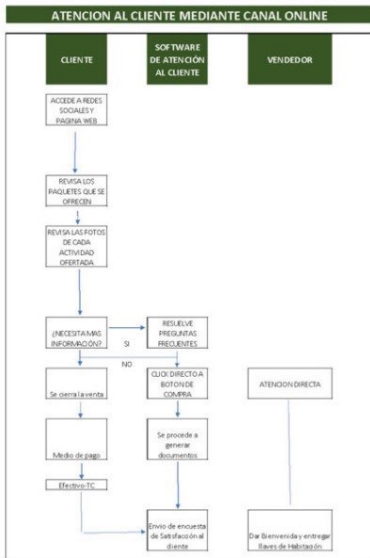 ATENCION AL CLIENTE MEDIANTE CANAL ONLINE
CLIENTE
SOFTWARE
DE ATENCIÓN
AL CLIENTE
VENDEDOR
ACCEDE A REDES
SOCIALES Y
PAGINA WEB
REVISA LOS
PAQUETES QUE SE
OFRECEN
REVISA LAS FOTOS
DE CADA
ACTIVIDAD
OFERTADA
¿NECESITA MAS
INFORMACIÓN?
SI
RESUELVE
PREGUNTAS
FRECUENTES
NO
Se cierra la venta
CLICK DIRECTO A
BOTON DE
COMPRA
ATENCION DIRECTA
Medio de pago
Se procede a
generar
documentos
Efectivo-TC
Envio de encuesta
de Satisfacción al
cliente
Dar Bienvenida y entregar
llaves de Habitación